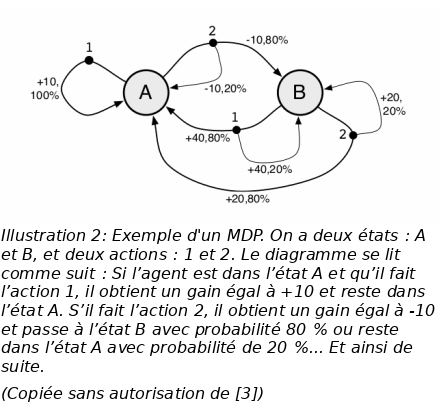 2
1
-10,80%
+10,
100%
A
-10,20%
B
+20,
20%
1
+40,80%
2
+40,20%
+20,80%
Illustration 2: Exemple d'un MDP. On a deux états : A
et B, et deux actions : 1 et 2. Le diagramme se lit
comme suit : Si l’agent est dans l’état A et qu’il fait
l’action 1, il obtient un gain égal à +10 et reste dans
l’état A. S’il fait l’action 2, il obtient un gain égal à -10
et passe à l’état B avec probabilité 80 % ou reste
dans l’état A avec probabilité de 20 %... Et ainsi de
suite.
(Copiée sans autorisation de [3])